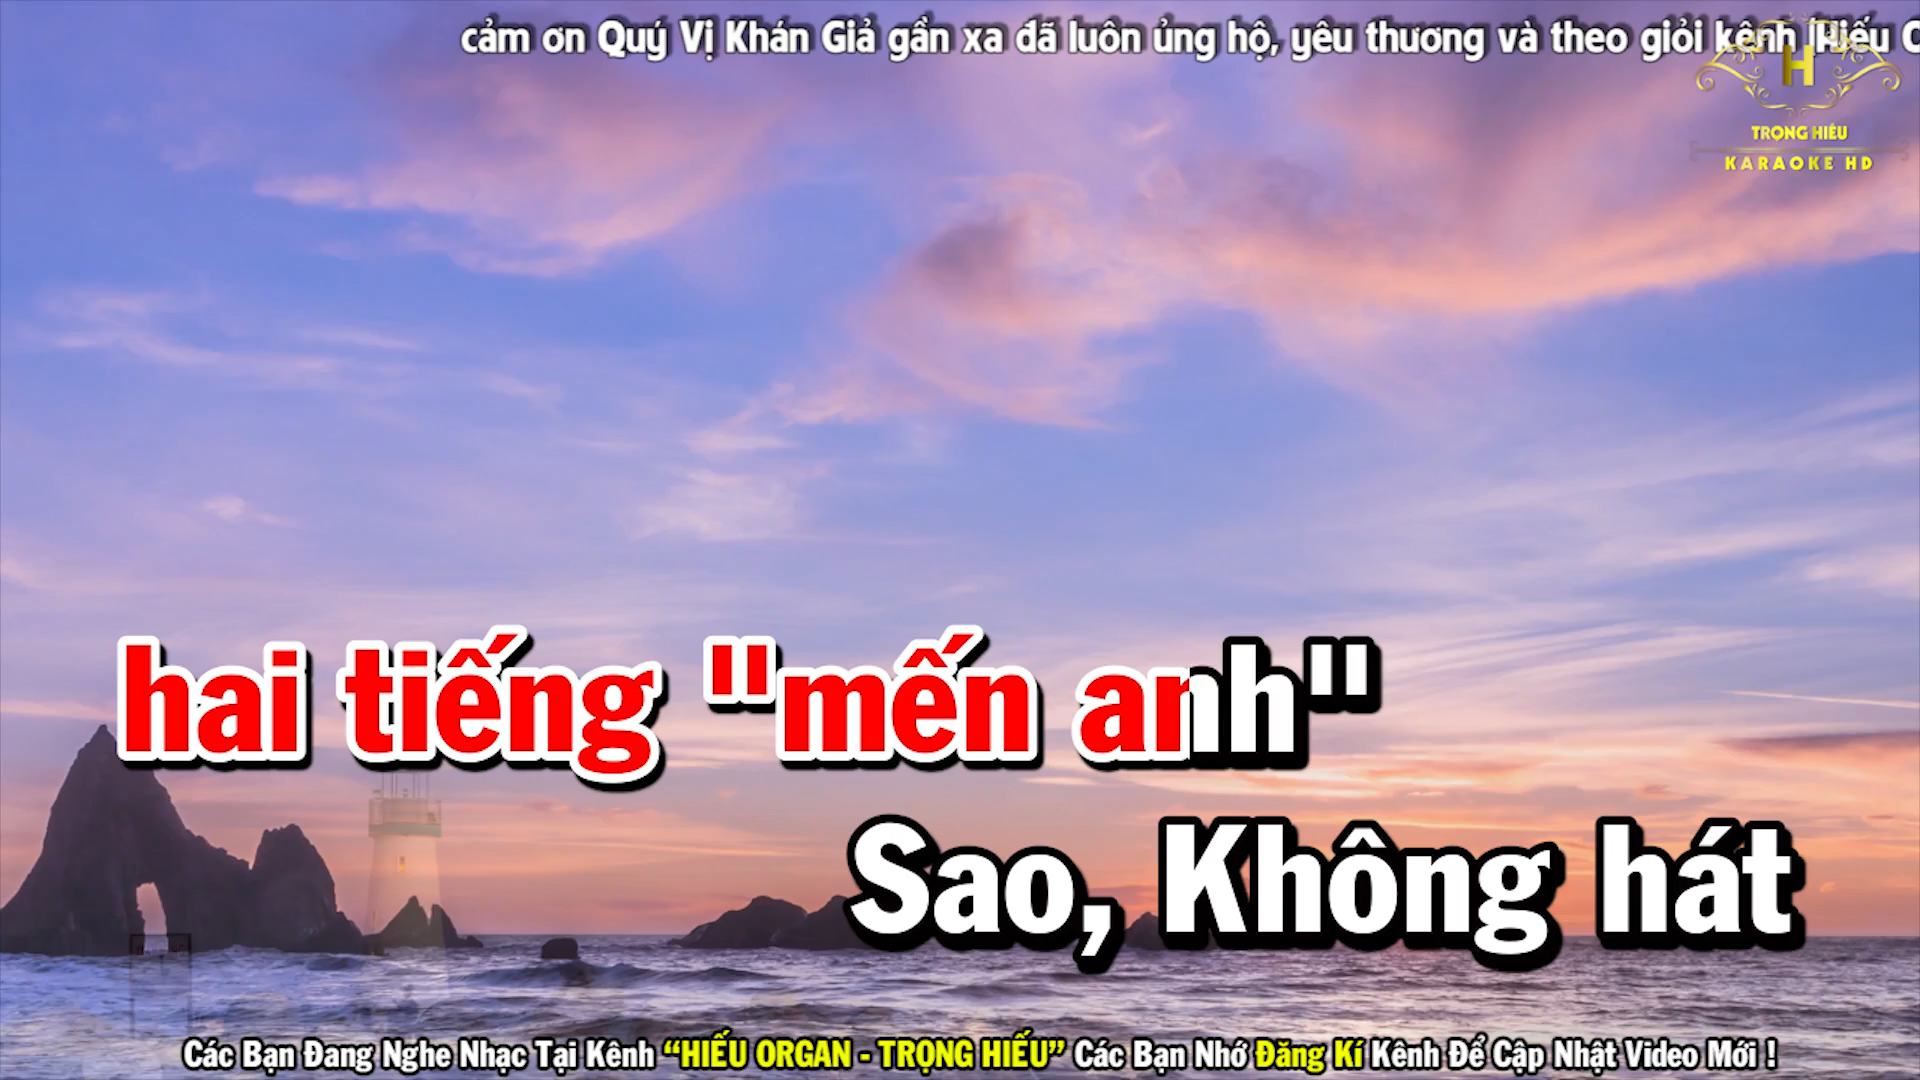 cảm ơn Quý Vị Khán Giả gần xa đã luôn ủng hộ, yêu thương và theo giỏi kênh Hiếu
H
TRỌNG HIẾU
KARAOKE HD
hai tiếng "mến anh"
Sao, Không hát
Các Bạn Đang Nghe Nhạc Tại Kênh “HIẾU ORGAN - TRỌNG HIẾU” Các Bạn Nhớ Đăng Kí Kênh Để Cập Nhật Video Mới !